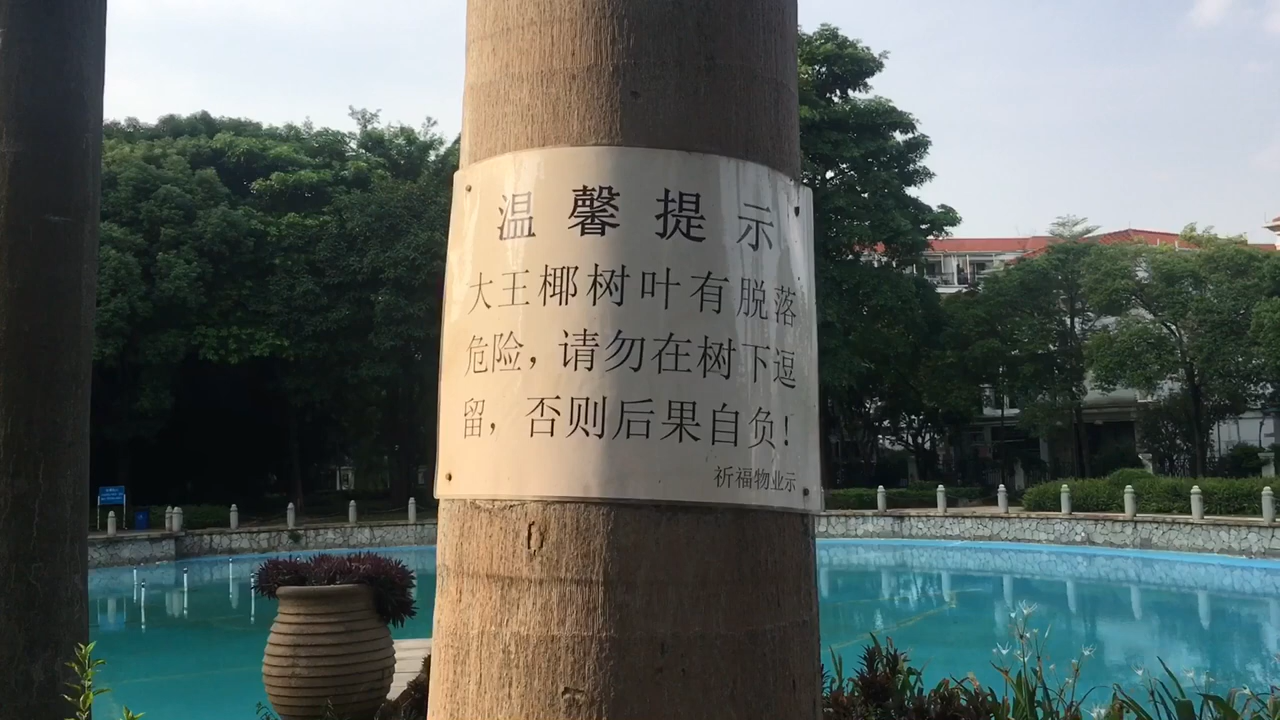 温馨提示
大王椰树叶有脱落
危险，请勿在树下逗
留，否则后果自负！
祈福物业示